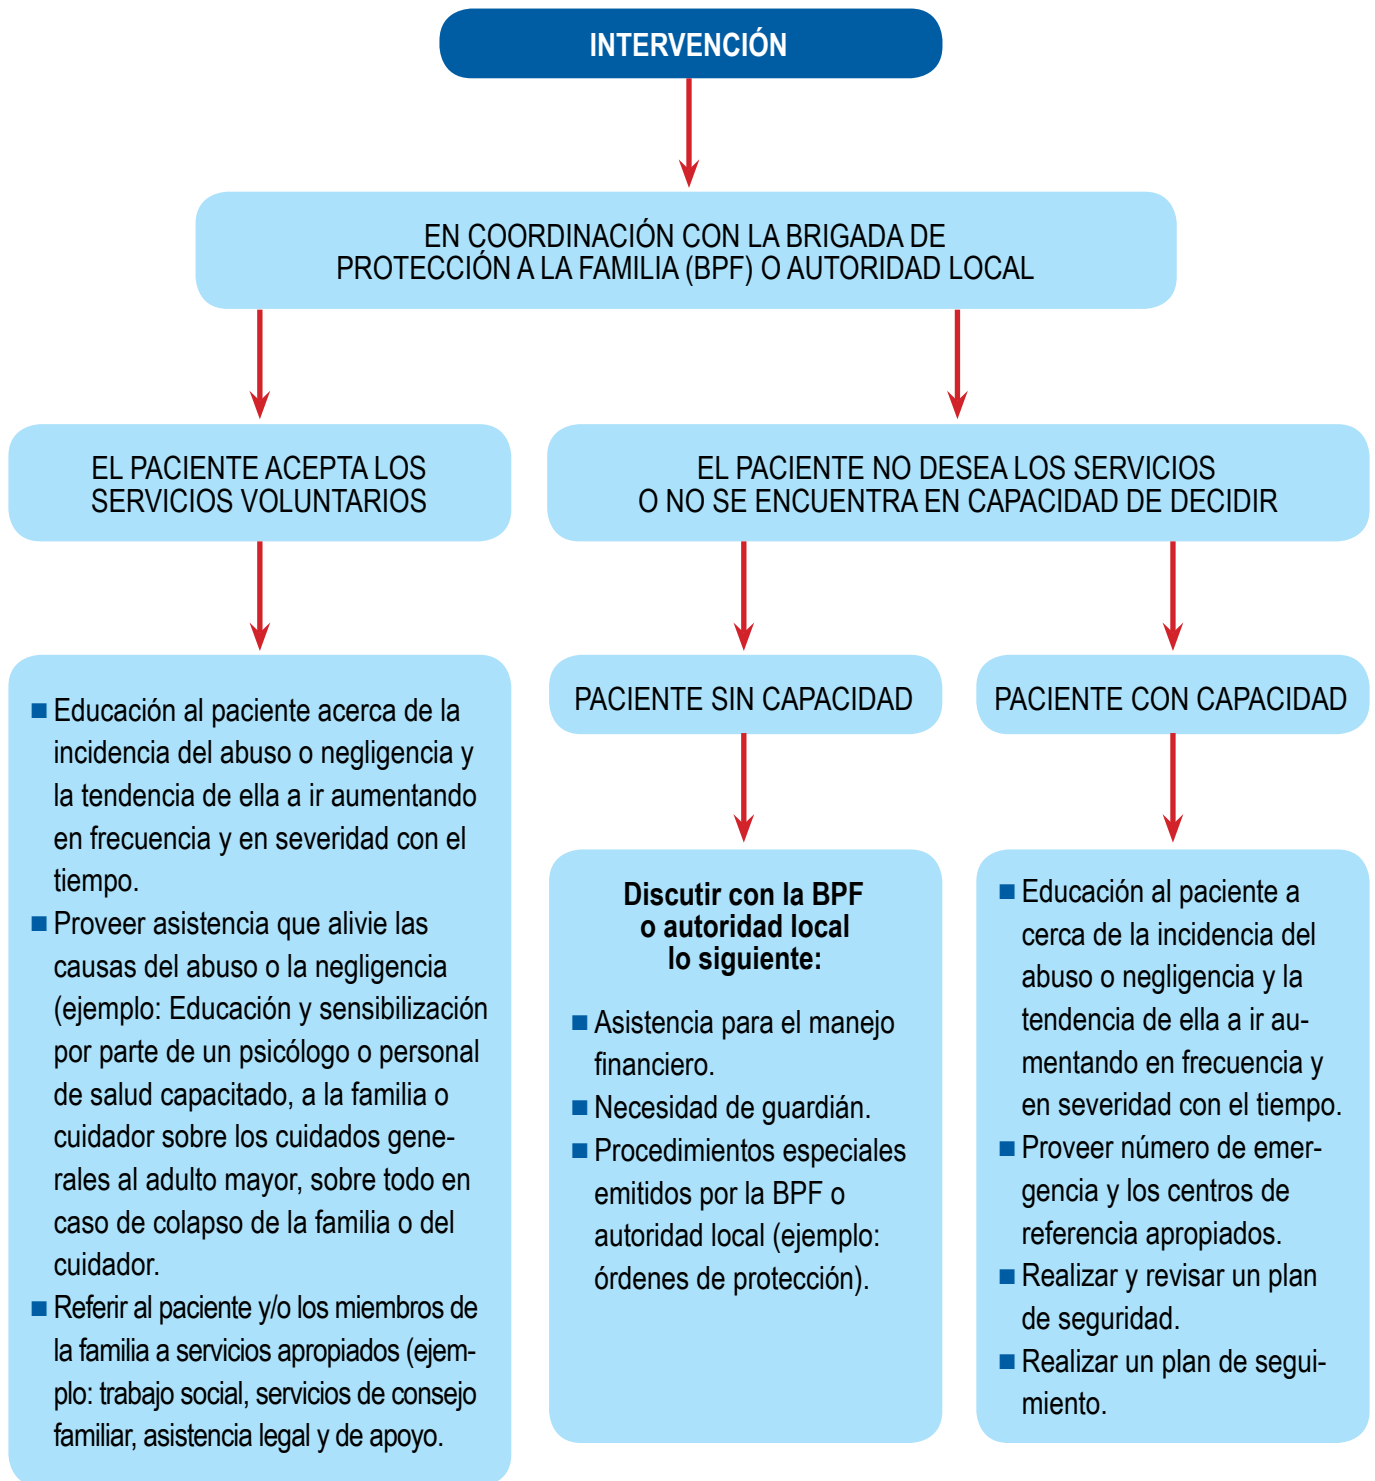 INTERVENCIÓN
EN COORDINACIÓN CON LA BRIGADA DE
PROTECCIÓN A LA FAMILIA (BPF) O AUTORIDAD LOCAL
EL PACIENTE ACEPTA LOS
SERVICIOS VOLUNTARIOS
EL PACIENTE NO DESEA LOS SERVICIOS
O NO SE ENCUENTRA EN CAPACIDAD DE DECIDIR
■ Educación al paciente acerca de la
incidencia del abuso o negligencia y
la tendencia de ella a ir aumentando
en frecuencia y en severidad con el
tiempo.
■ Proveer asistencia que alivie las
causas del abuso o la negligencia
(ejemplo: Educación y sensibilización
por parte de un psicólogo o personal
de salud capacitado, a la familia o
cuidador sobre los cuidados gene-
rales al adulto mayor, sobre todo en
caso de colapso de la familia o del
cuidador.
■ Referir al paciente y/o los miembros de
la familia a servicios apropiados (ejem-
plo: trabajo social, servicios de consejo
familiar, asistencia legal y de apoyo.
PACIENTE SIN CAPACIDAD
Discutir con la BPF
o autoridad local
lo siguiente:
■ Asistencia para el manejo
financiero.
■ Necesidad de guardián.
■ Procedimientos especiales
emitidos por la BPF o
autoridad local (ejemplo:
órdenes de protección).
PACIENTE CON CAPACIDAD
■ Educación al paciente a
cerca de la incidencia del
abuso o negligencia y la
tendencia de ella a ir au-
mentando en frecuencia y
en severidad con el tiempo.
■ Proveer número de emer-
gencia y los centros de
referencia apropiados.
■ Realizar y revisar un plan
de seguridad.
■ Realizar un plan de segui-
miento.